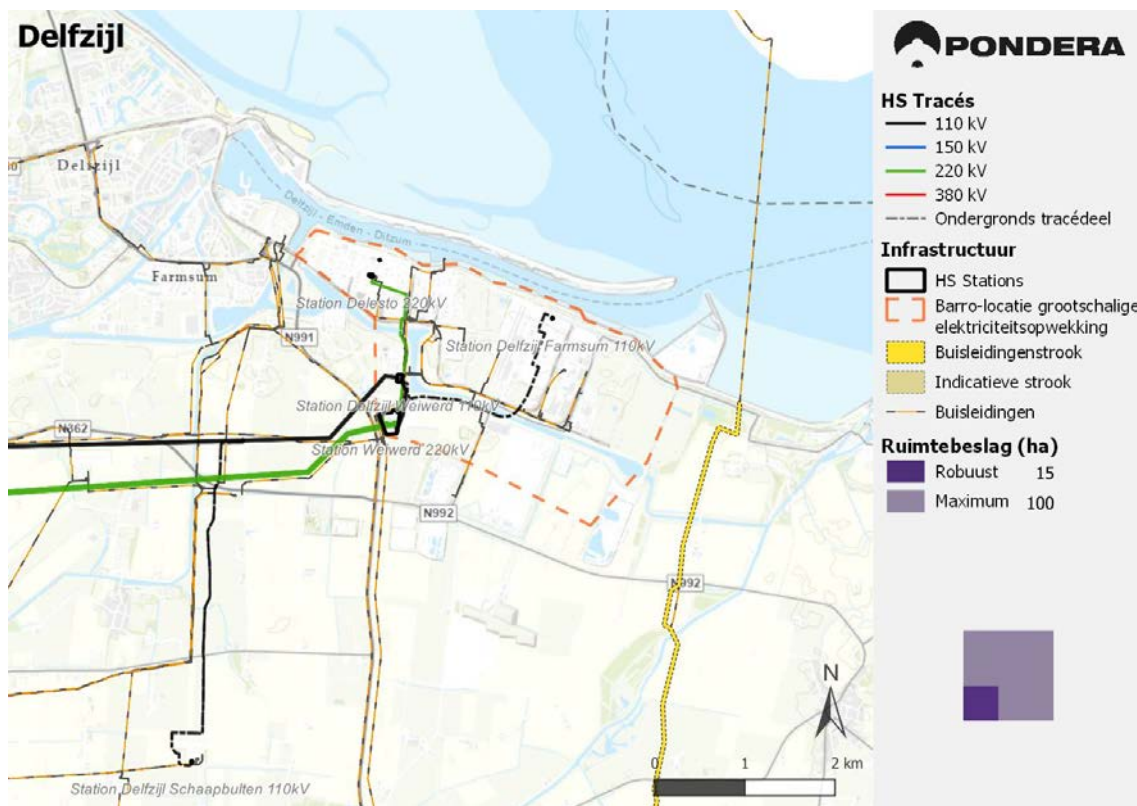 Delfzijl
Delfzijl
Delfzijl - Emden - Ditzum
Farmsum
Station Delesto 220kV
N991
Station Delfzijl Farmsum 110kV
Station Delfzijl Weiwerd 110kV
N362
Station Weiwerd 220kV
N992
N992
Station Delfzijl Schaapbulten 110kV
N
0 1 2 km
PONDERA
HS Tracés
110 kV
150 kV
220 kV
380 kV
Ondergronds tracédeel
Infrastructuur
HS Stations
Barro-locatie grootschalige
elektriciteitsopwekking
Buisleidingenstrook
Indicatieve strook
Buisleidingen
Ruimtebeslag (ha)
Robuust 15
Maximum 100